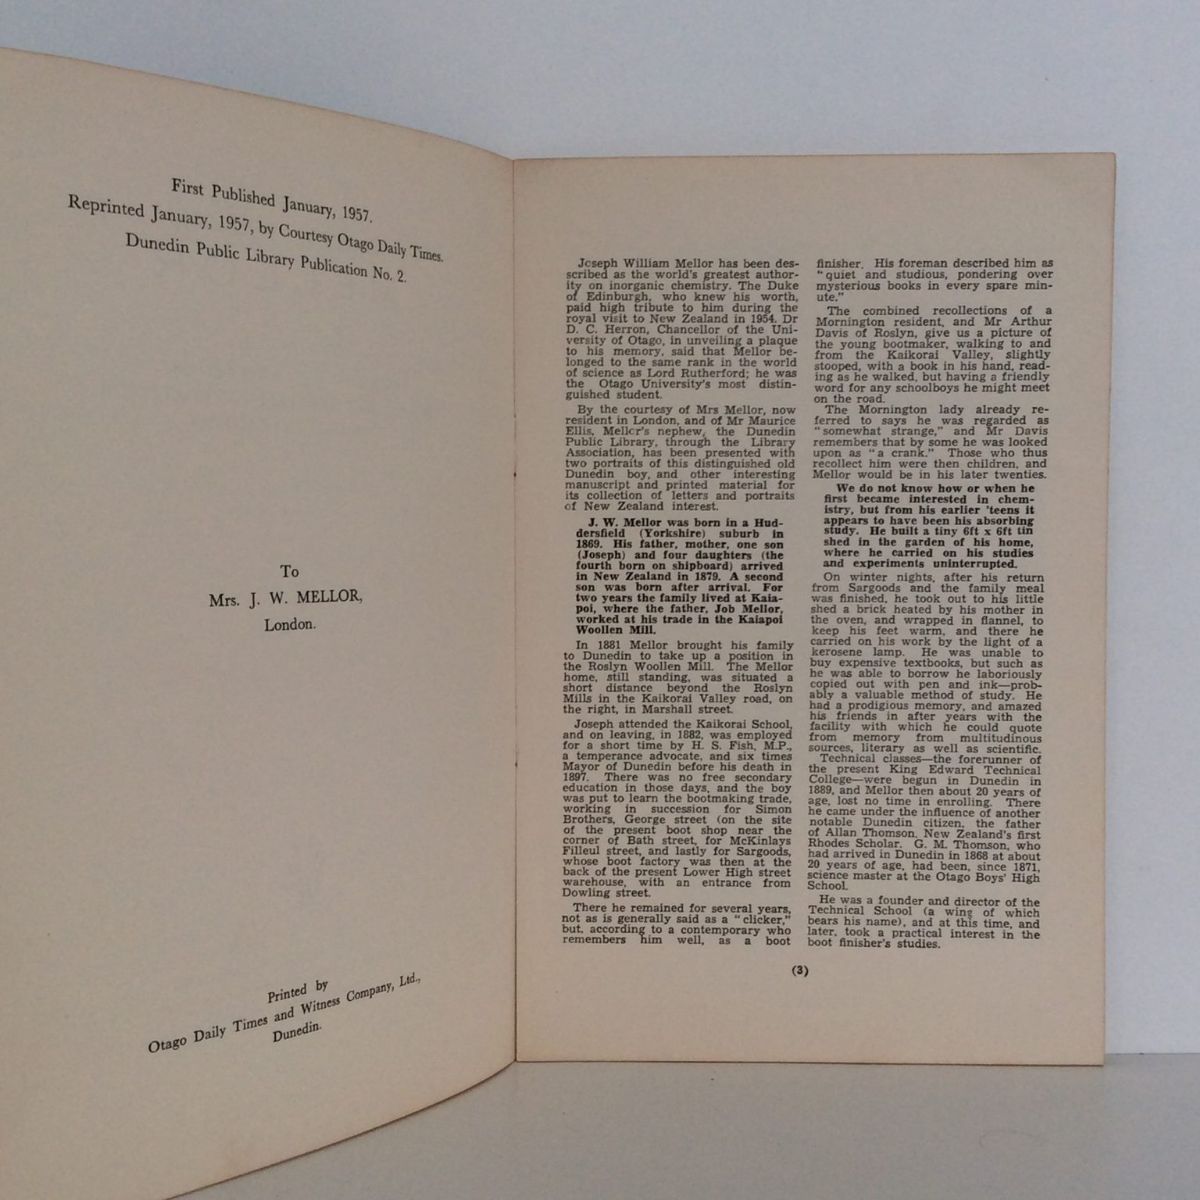 First Published January, 1957.
Reprinted January, 1957, by Courtesy Otago Daily Times.
Dunedin Public Library Publication No. 2.
To
Mrs. J. W. MELLOR,
London.
Printed by
Otago Daily Times and Witness Company, Ltd.,
Dunedin.
Joseph William Mellor has been des-
scribed as the world's greatest author-
ity on inorganic chemistry. The Duke
of Edinburgh, who knew his worth,
paid high tribute to him during the
royal visit to New Zealand in 1954. Dr
D. C. Herron, Chancellor of the Uni-
versity of Otago, in unveiling a plaque
to his memory, said that Mellor be-
longed to the same rank in the world
of science as Lord Rutherford; he was
the Otago University's most distin-
guished student.
By the courtesy of Mrs Mellor, now
resident in London, and of Mr Maurice
Ellis, Mellor's nephew, the Dunedin
Public Library, through the Library
Association, has been presented with
two portraits of this distinguished old
Dunedin boy, and other interesting
manuscript and printed material for
its collection of letters and portraits
of New Zealand interest.
J. W. Mellor was born in a Hud-
dersfield (Yorkshire) suburb in
1869. His father, mother, one son
(Joseph) and four daughters (the
fourth born on shipboard) arrived
in New Zealand in 1879. A second
son was born after arrival. For
two years the family lived at Kaia-
poi, where the father, Job Mellor,
worked at his trade in the Kaiapoi
Woollen Mill.
In 1881 Mellor brought his family
to Dunedin to take up a position in
the Roslyn Woollen Mill. The Mellor
home, still standing, was situated a
short distance beyond the Roslyn
Mills in the Kaikorai Valley road, on
the right, in Marshall street.
Joseph attended the Kaikorai School,
and on leaving, in 1882, was employed
for a short time by H. S. Fish, M.P.,
a temperance advocate, and six times
Mayor of Dunedin before his death in
1897. There was no free secondary
education in those days, and the boy
was put to learn the bootmaking trade,
working in succession for Simon
Brothers, George street (on the site
of the present boot shop near the
corner of Bath street, for McKinlays
Filleul street, and lastly for Sargoods,
whose boot factory was then at the
back of the present Lower High street
warehouse, with an entrance from
Dowling street.
There he remained for several years,
not as is generally said as a "clicker,"
but, according to a contemporary who
remembers him well, as a boot
finisher. His foreman described him as
"quiet and studious, pondering over
mysterious books in every spare min-
ute."
The combined recollections of a
Mornington resident, and Mr Arthur
Davis of Roslyn, give us a picture of
the young bootmaker, walking to and
from the Kaikorai Valley, slightly
stooped, with a book in his hand, read-
ing as he walked, but having a friendly
word for any schoolboys he might meet
on the road.
The Mornington lady already re-
ferred to says he was regarded as
"somewhat strange," and Mr Davis
remembers that by some he was looked
upon as "a crank." Those who thus
recollect him were then children, and
Mellor would be in his later twenties.
We do not know how or when he
first became interested in chem-
istry, but from his earlier 'teens it
appears to have been his absorbing
study. He built a tiny 6ft x 6ft tin
shed in the garden of his home,
where he carried on his studies
and experiments uninterrupted.
On winter nights, after his return
from Sargoods and the family meal
was finished, he took out to his little
shed a brick heated by his mother in
the oven, and wrapped in flannel, to
keep his feet warm, and there he
carried on his work by the light of a
kerosene lamp. He was unable to
buy expensive textbooks, but such as
he was able to borrow he laboriously
copied out with pen and ink—prob-
ably a valuable method of study. He
had a prodigious memory, and amazed
his friends in after years with the
facility with which he could quote
from memory from multitudinous
sources, literary as well as scientific.
Technical classes—the forerunner of
the present King Edward Technical
College—were begun in Dunedin in
1889, and Mellor then about 20 years of
age, lost no time in enrolling. There
he came under the influence of another
notable Dunedin citizen, the father
of Allan Thomson, New Zealand's first
Rhodes Scholar. G. M. Thomson, who
had arrived in Dunedin in 1868 at about
20 years of age, had been, since 1871,
science master at the Otago Boys' High
School.
He was a founder and director of the
Technical School (a wing of which
bears his name), and at this time, and
later, took a practical interest in the
boot finisher's studies.
(3)